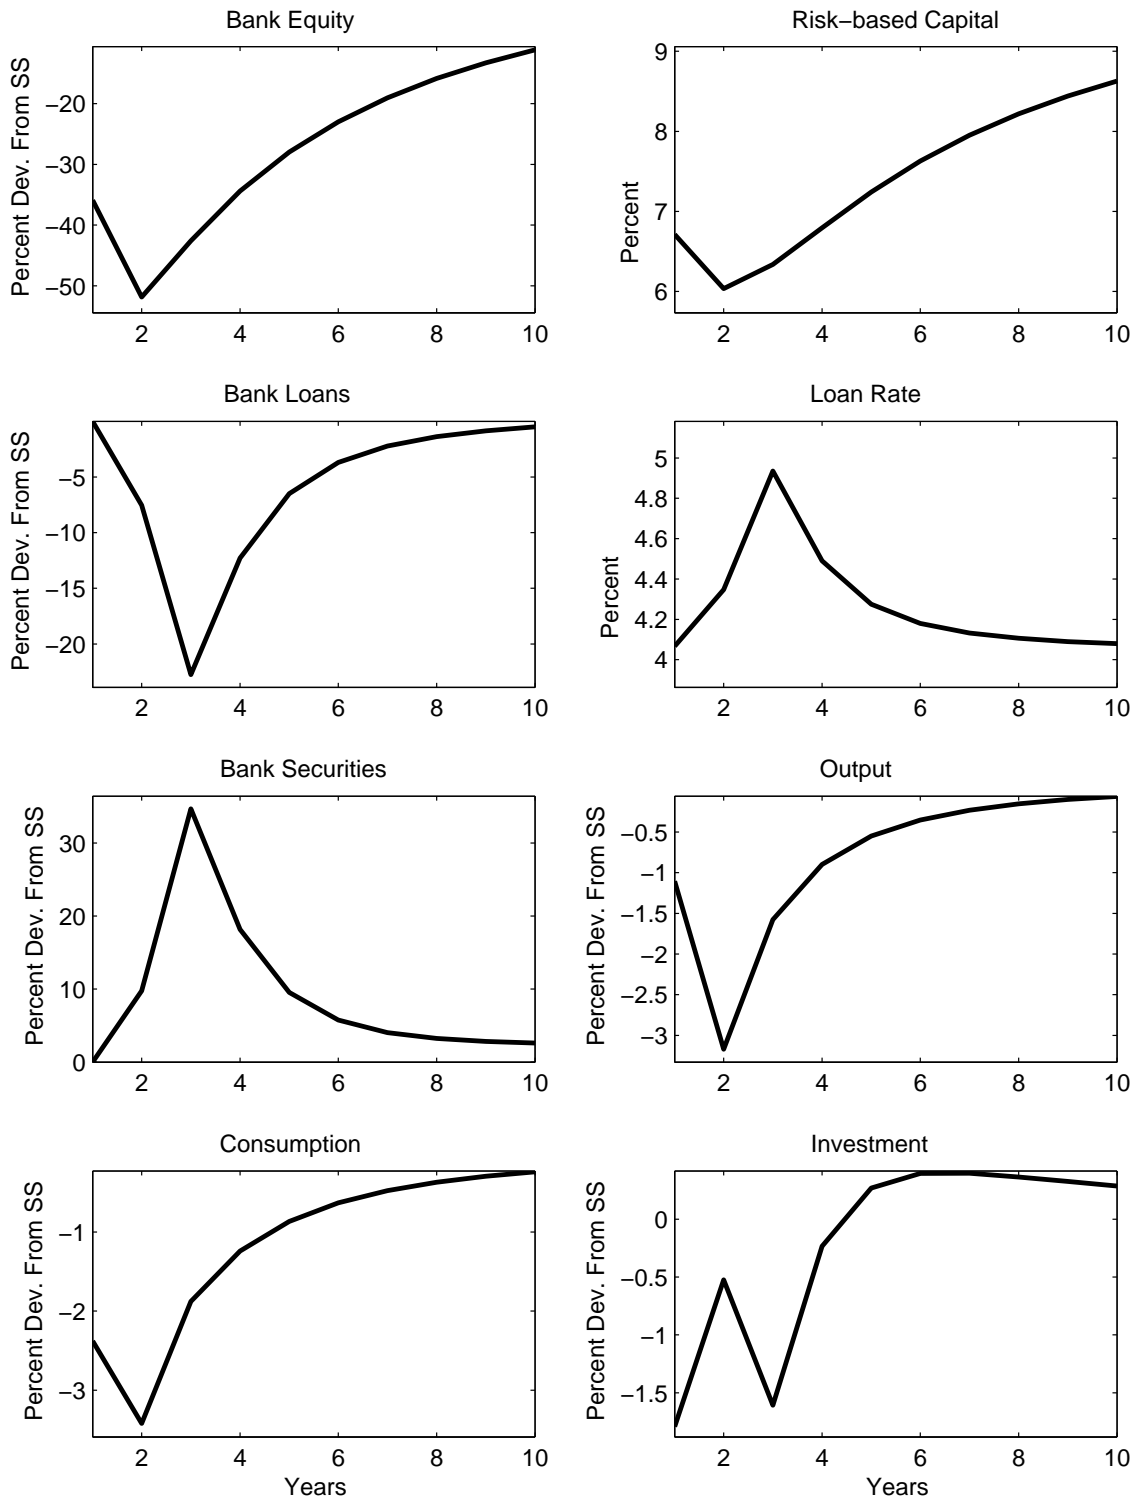 Bank Equity
Percent Dev. From SS
−20
−30
−40
−50
2 4 6 8 10
Risk−based Capital
Percent
9
8
7
6
2 4 6 8 10
Bank Loans
Percent Dev. From SS
−5
−10
−15
−20
2 4 6 8 10
Loan Rate
Percent
5
4.8
4.6
4.4
4.2
4
2 4 6 8 10
Bank Securities
Percent Dev. From SS
30
20
10
0
2 4 6 8 10
Output
Percent Dev. From SS
−0.5
−1
−1.5
−2
−2.5
−3
2 4 6 8 10
Consumption
Percent Dev. From SS
−1
−2
−3
2 4 6 8 10
Years
Investment
Percent Dev. From SS
0
−0.5
−1
−1.5
2 4 6 8 10
Years